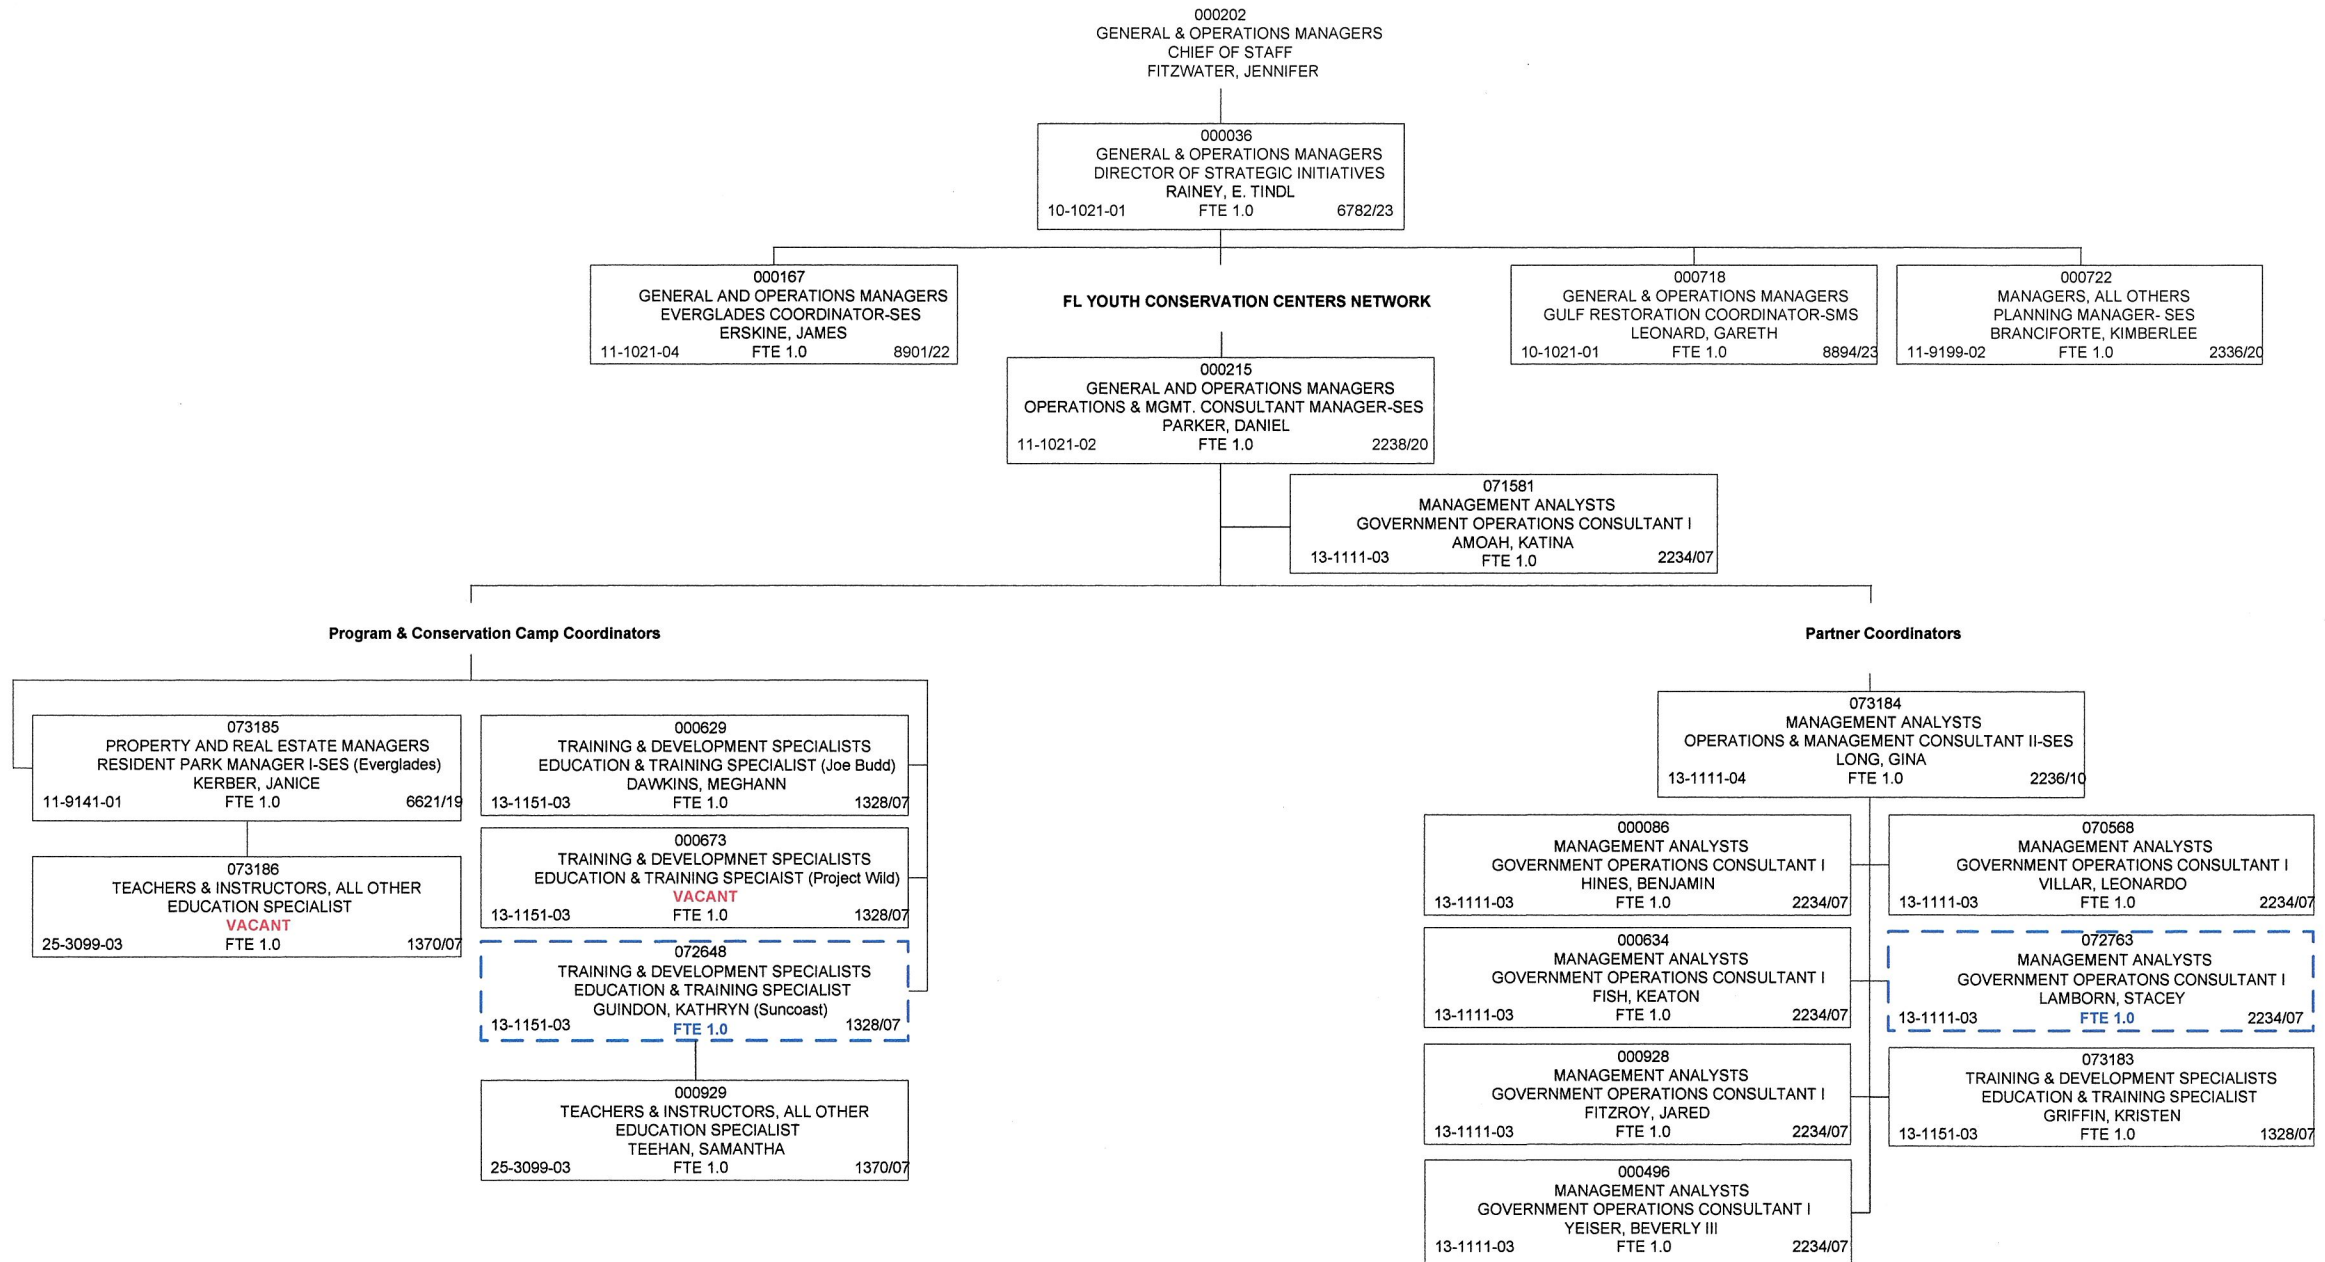 000202
GENERAL & OPERATIONS MANAGERS
CHIEF OF STAFF
FITZWATER, JENNIFER
000036
GENERAL & OPERATIONS MANAGERS
DIRECTOR OF STRATEGIC INITIATIVES
RAINEY, E. TINDL
10-1021-01 FTE 1.0 6782/23
000167
GENERAL AND OPERATIONS MANAGERS
EVERGLADES COORDINATOR-SES
ERSKINE, JAMES
11-1021-04 FTE 1.0 8901/22
FL YOUTH CONSERVATION CENTERS NETWORK
000718
GENERAL & OPERATIONS MANAGERS
GULF RESTORATION COORDINATOR-SMS
LEONARD, GARETH
10-1021-01 FTE 1.0 8894/23
000722
MANAGERS, ALL OTHERS
PLANNING MANAGER- SES
BRANCIFORTE, KIMBERLEE
11-9199-02 FTE 1.0 2336/20
000215
GENERAL AND OPERATIONS MANAGERS
OPERATIONS & MGMT. CONSULTANT MANAGER-SES
PARKER, DANIEL
11-1021-02 FTE 1.0 2238/20
071581
MANAGEMENT ANALYSTS
GOVERNMENT OPERATIONS CONSULTANT I
AMOAH, KATINA
13-1111-03 FTE 1.0 2234/07
Program & Conservation Camp Coordinators
073185
PROPERTY AND REAL ESTATE MANAGERS
RESIDENT PARK MANAGER I-SES (Everglades)
KERBER, JANICE
11-9141-01 FTE 1.0 6621/19
073186
TEACHERS & INSTRUCTORS, ALL OTHER
EDUCATION SPECIALIST
VACANT
25-3099-03 FTE 1.0 1370/07
000629
TRAINING & DEVELOPMENT SPECIALISTS
EDUCATION & TRAINING SPECIALIST (Joe Budd)
DAWKINS, MEGHANN
13-1151-03 FTE 1.0 1328/07
000673
TRAINING & DEVELOPMNET SPECIALISTS
EDUCATION & TRAINING SPECIAIST (Project Wild)
VACANT
13-1151-03 FTE 1.0 1328/07
072648
TRAINING & DEVELOPMENT SPECIALISTS
EDUCATION & TRAINING SPECIALIST
GUINDON, KATHRYN (Suncoast)
13-1151-03 FTE 1.0 1328/07
000929
TEACHERS & INSTRUCTORS, ALL OTHER
EDUCATION SPECIALIST
TEEHAN, SAMANTHA
25-3099-03 FTE 1.0 1370/07
Partner Coordinators
073184
MANAGEMENT ANALYSTS
OPERATIONS & MANAGEMENT CONSULTANT II-SES
LONG, GINA
13-1111-04 FTE 1.0 2236/10
000086
MANAGEMENT ANALYSTS
GOVERNMENT OPERATIONS CONSULTANT I
HINES, BENJAMIN
13-1111-03 FTE 1.0 2234/07
070568
MANAGEMENT ANALYSTS
GOVERNMENT OPERATIONS CONSULTANT I
VILLAR, LEONARDO
13-1111-03 FTE 1.0 2234/07
000634
MANAGEMENT ANALYSTS
GOVERNMENT OPERATIONS CONSULTANT I
FISH, KEATON
13-1111-03 FTE 1.0 2234/07
072763
MANAGEMENT ANALYSTS
GOVERNMENT OPERATONS CONSULTANT I
LAMBORN, STACEY
13-1111-03 FTE 1.0 2234/07
000928
MANAGEMENT ANALYSTS
GOVERNMENT OPERATIONS CONSULTANT I
FITZROY, JARED
13-1111-03 FTE 1.0 2234/07
073183
TRAINING & DEVELOPMENT SPECIALISTS
EDUCATION & TRAINING SPECIALIST
GRIFFIN, KRISTEN
13-1151-03 FTE 1.0 1328/07
000496
MANAGEMENT ANALYSTS
GOVERNMENT OPERATIONS CONSULTANT I
YEISER, BEVERLY III
13-1111-03 FTE 1.0 2234/07